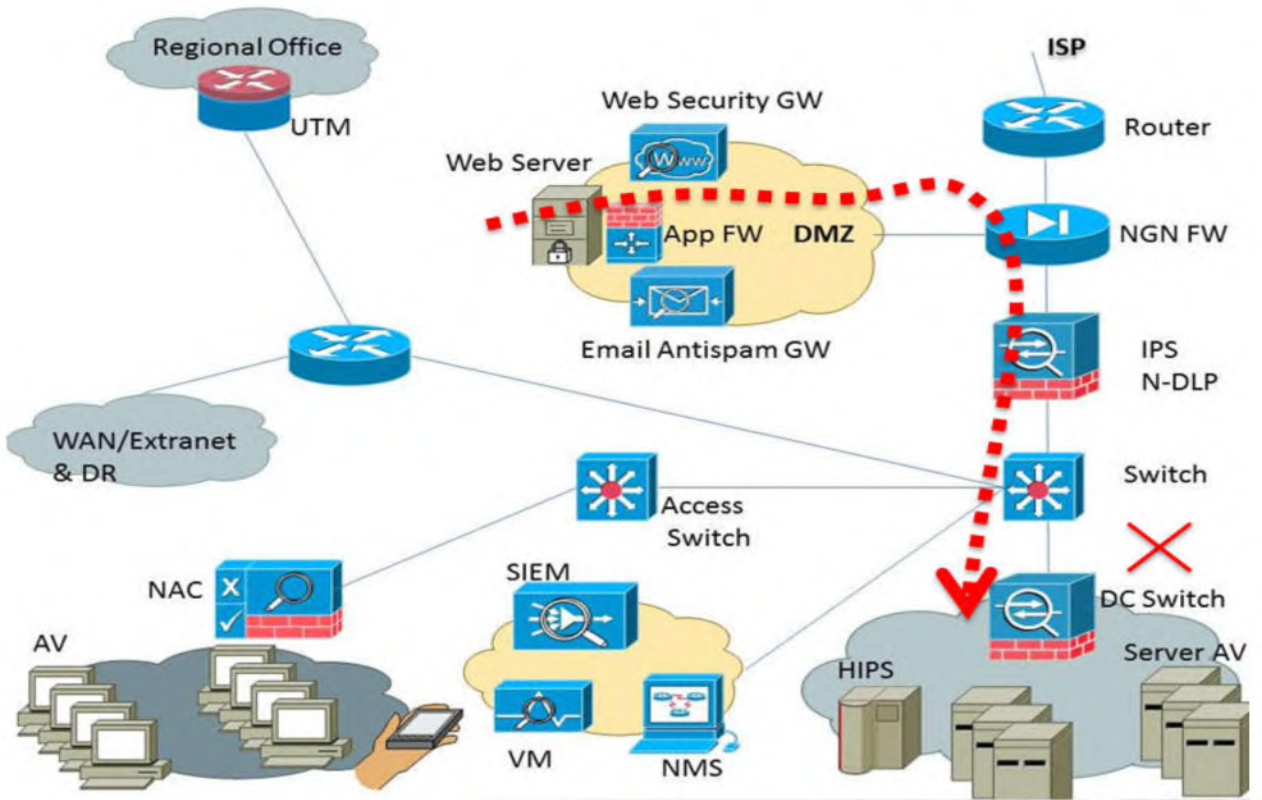 Regional Office
UTM
ISP
Web Security GW
Router
Web Server
Www
App FW
DMZ
NGN FW
Email Antispam GW
IPS
N-DLP
WAN/Extranet
& DR
Access
Switch
Switch
NAC
X
SIEM
DC Switch
AV
HIPS
Server AV
VM
NMS